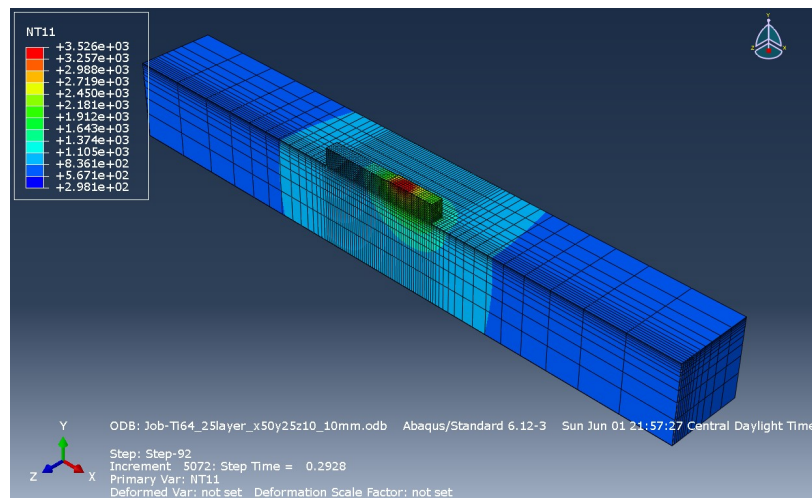 NT11
+3.526e+03
+3.257e+03
+2.988e+03
+2.719e+03
+2.450e+03
+2.181e+03
+1.912e+03
+1.643e+03
+1.374e+03
+1.105e+03
+8.361e+02
+5.671e+02
+2.981e+02
Y
Z
X
Y
Z
X
ODB: Job-Ti64_25layer_x50y25z10_10mm.odb Abaqus/Standard 6.12-3 Sun Jun 01 21:57:27 Central Daylight Time
Step: Step-92
Increment 5072: Step Time = 0.2928
Primary Var: NT11
Deformed Var: not set Deformation Scale Factor: not set